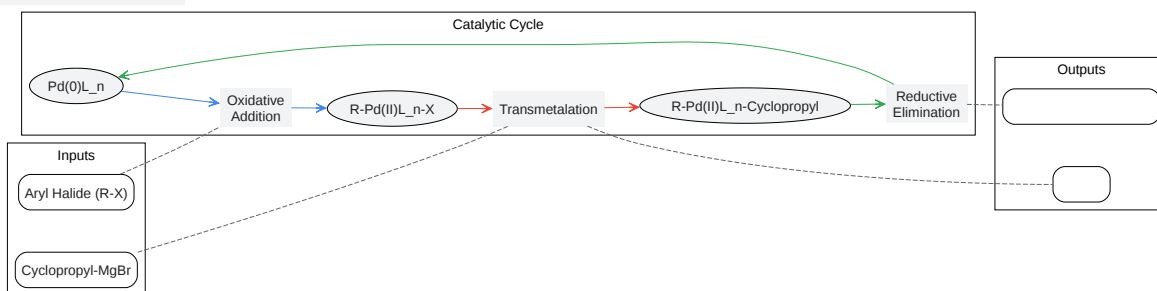 Catalytic Cycle
Pd(0)L_n
Oxidative
Addition
R-Pd(II)L_n-X
Transmetalation
R-Pd(II)L_n-Cyclopropyl
Reductive
Elimination
Outputs
Inputs
Aryl Halide (R-X)
Cyclopropyl-MgBr